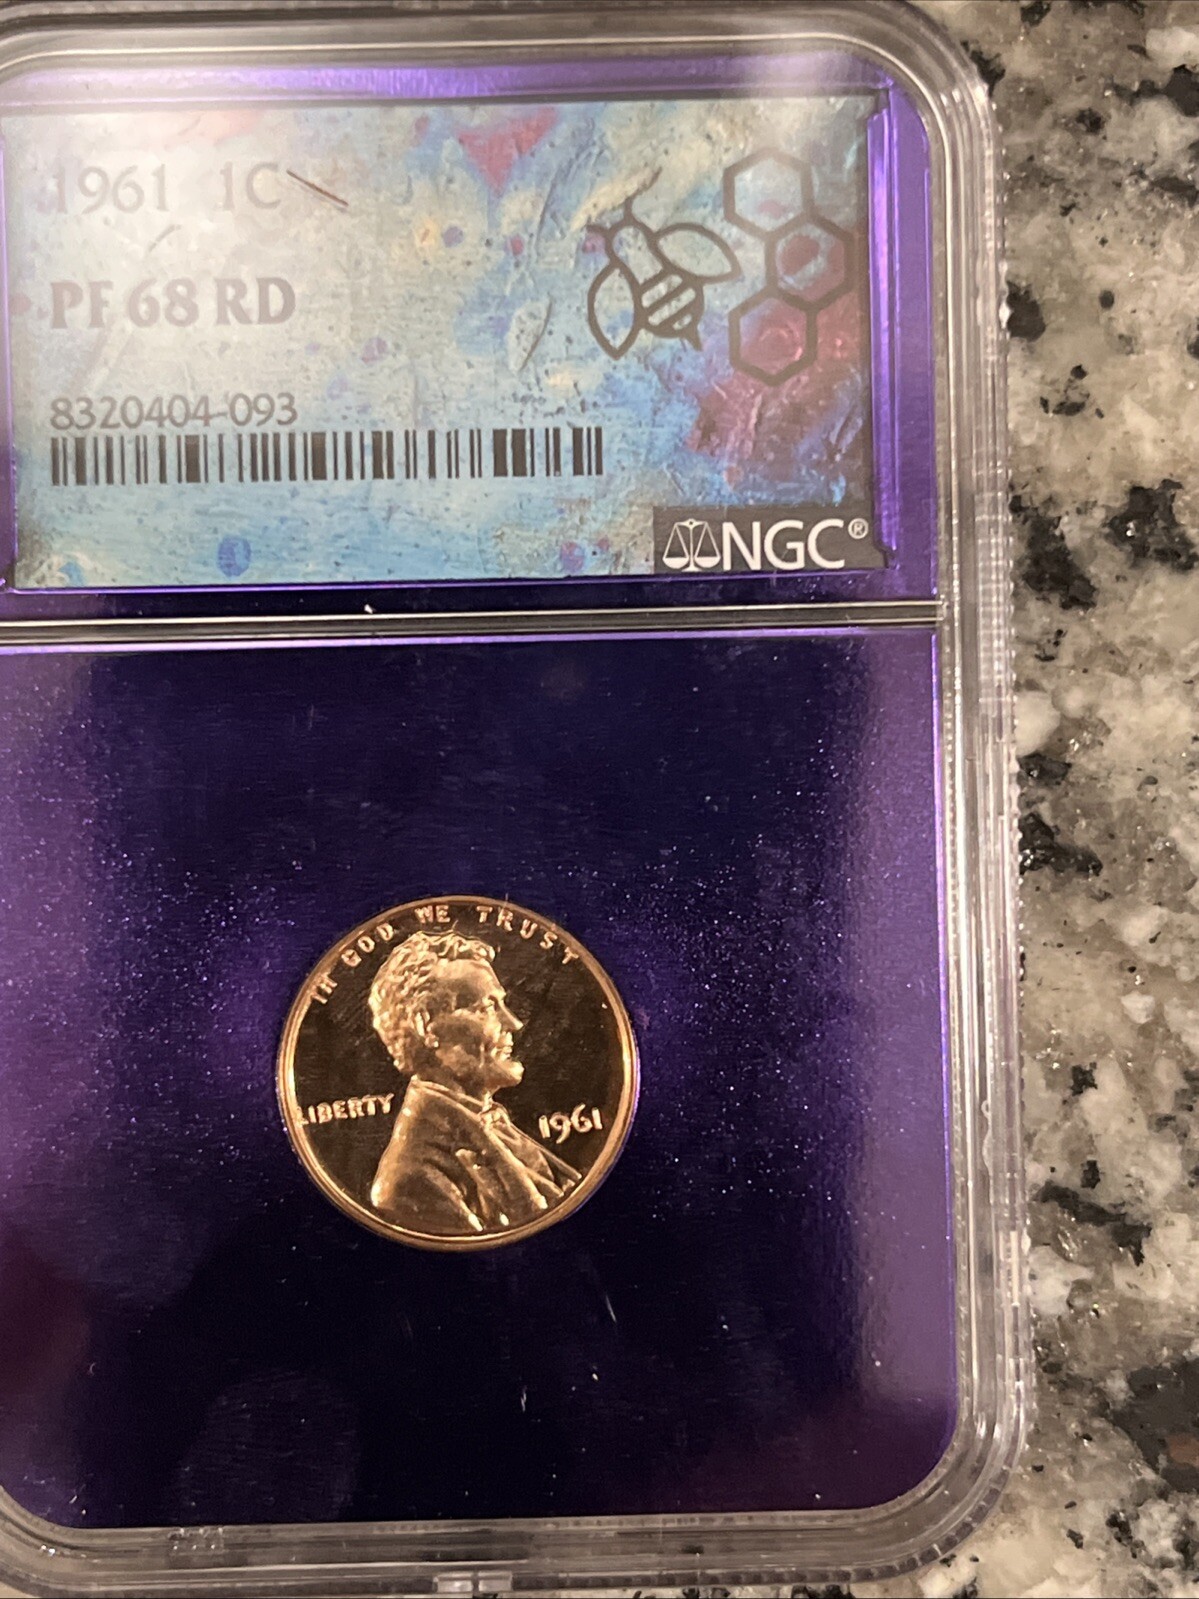 1961 1C
PF 68 RD
8320404-093
NGC®
IN GOD WE TRUST
LIBERTY
1961